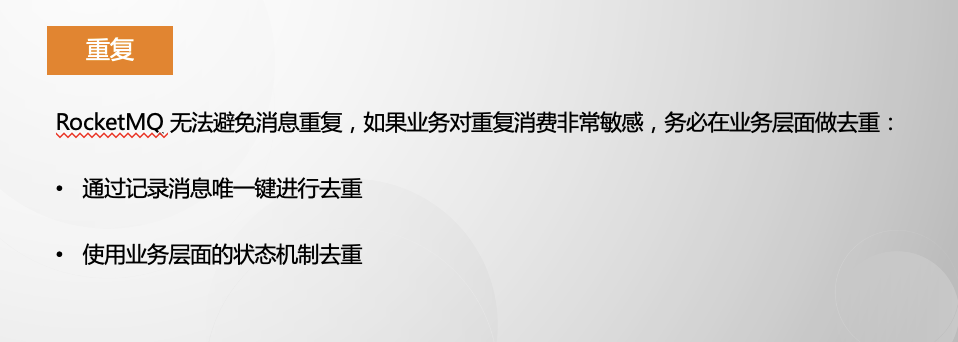 重复
RocketMQ 无法避免消息重复，如果业务对重复消费非常敏感，务必在业务层面做去重：
• 通过记录消息唯一键进行去重
• 使用业务层面的状态机制去重